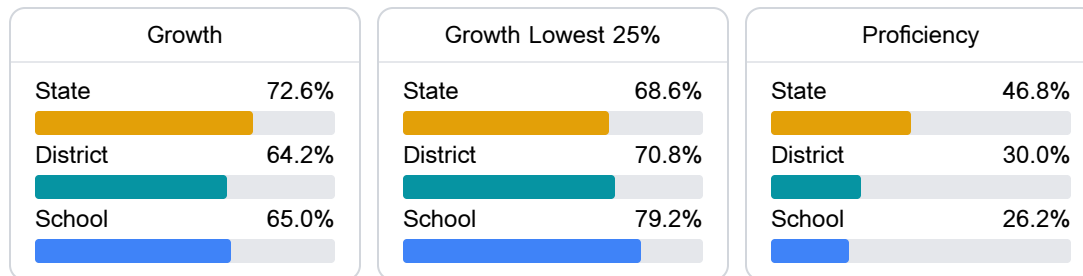 Growth
State 72.6%
District 64.2%
School 65.0%
Growth Lowest 25%
State 68.6%
District 70.8%
School 79.2%
Proficiency
State 46.8%
District 30.0%
School 26.2%